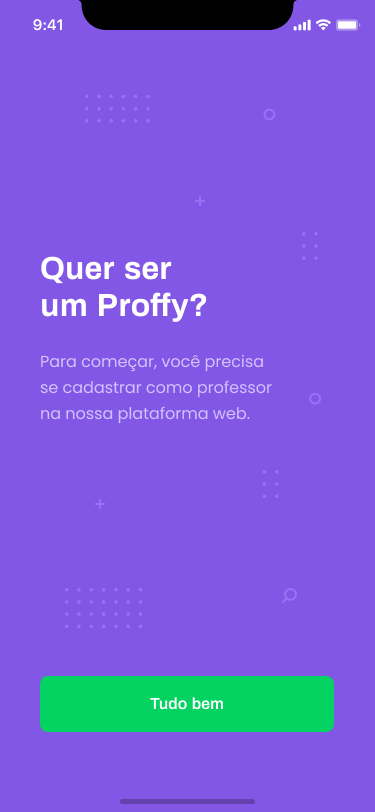 9:41
Quer ser
um Proffy?
Para começar, você precisa
se cadastrar como professor
na nossa plataforma web.
Tudo bem